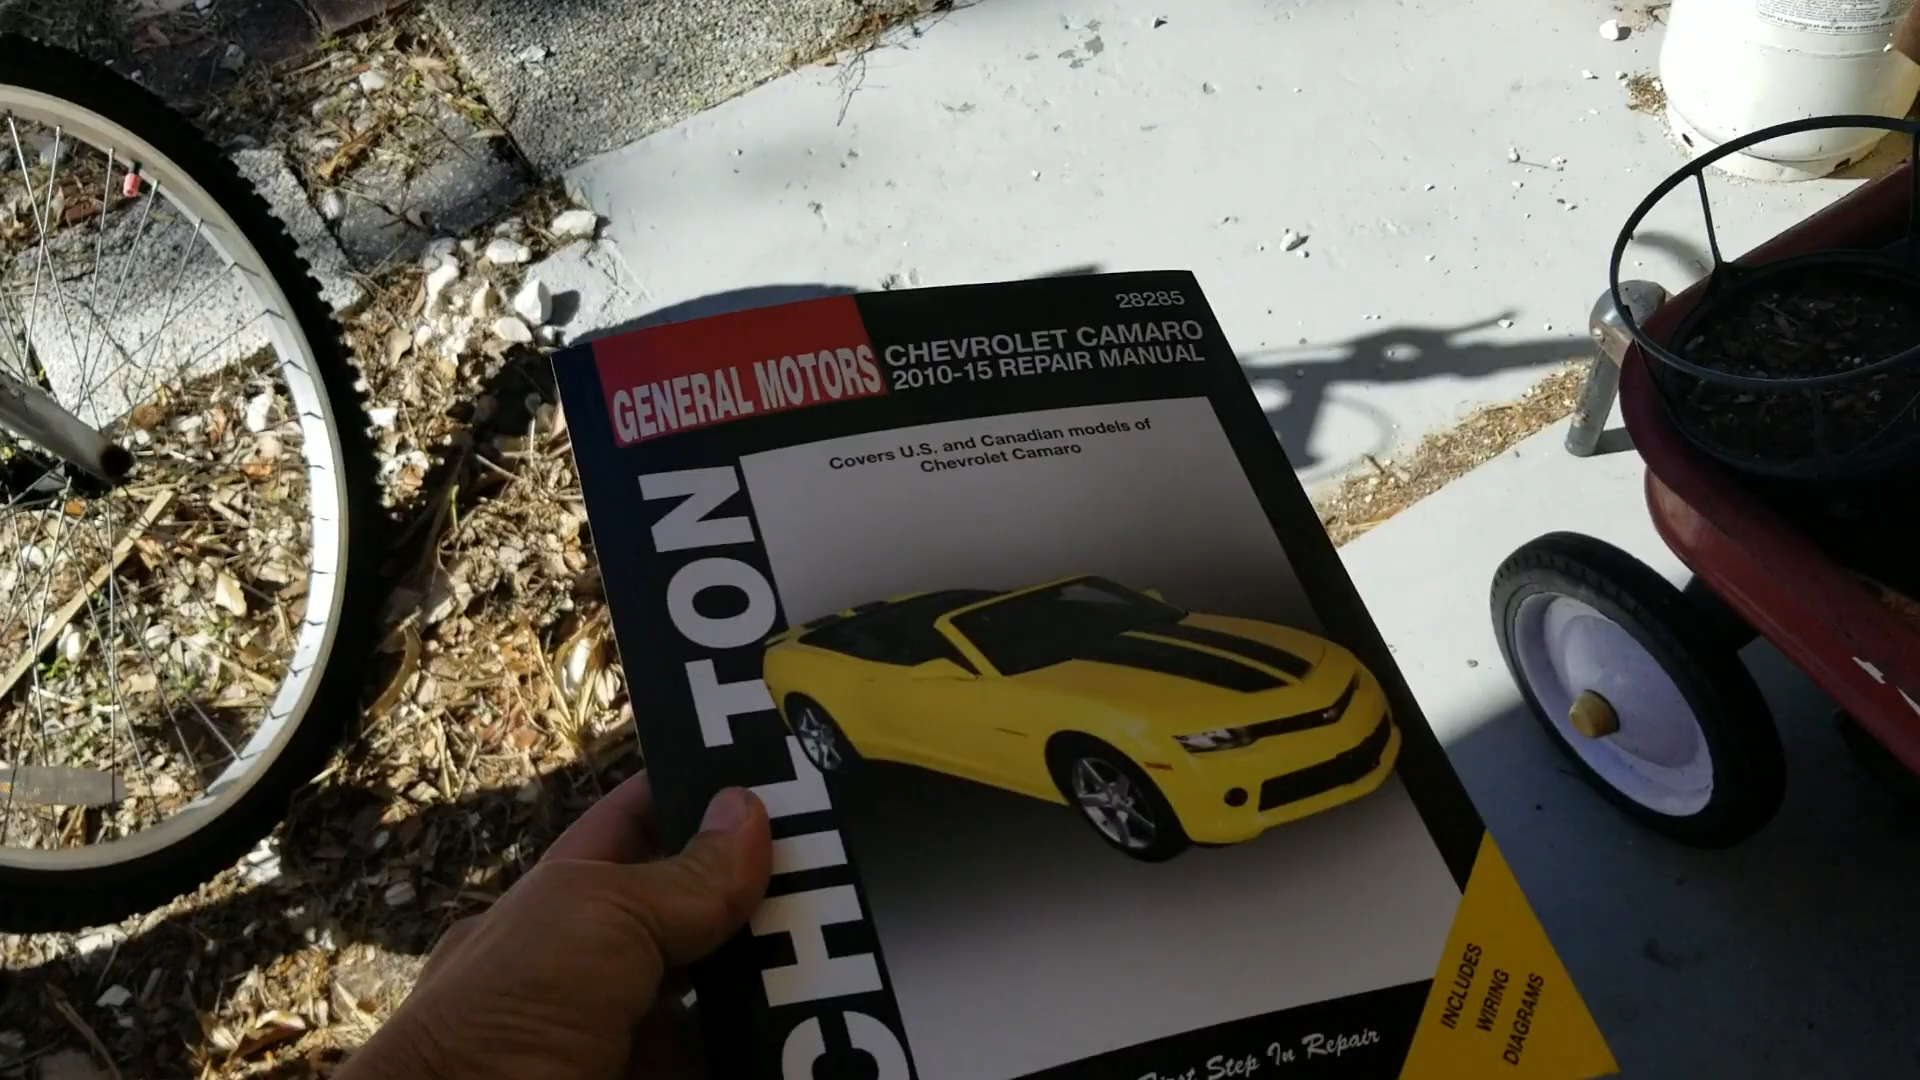 28285
GENERAL MOTORS
CHEVROLET CAMARO
2010-15 REPAIR MANUAL
Covers U.S. and Canadian models of
Chevrolet Camaro
CHILTON
INCLUDES
WIRING
DIAGRAMS
First Step In Repair